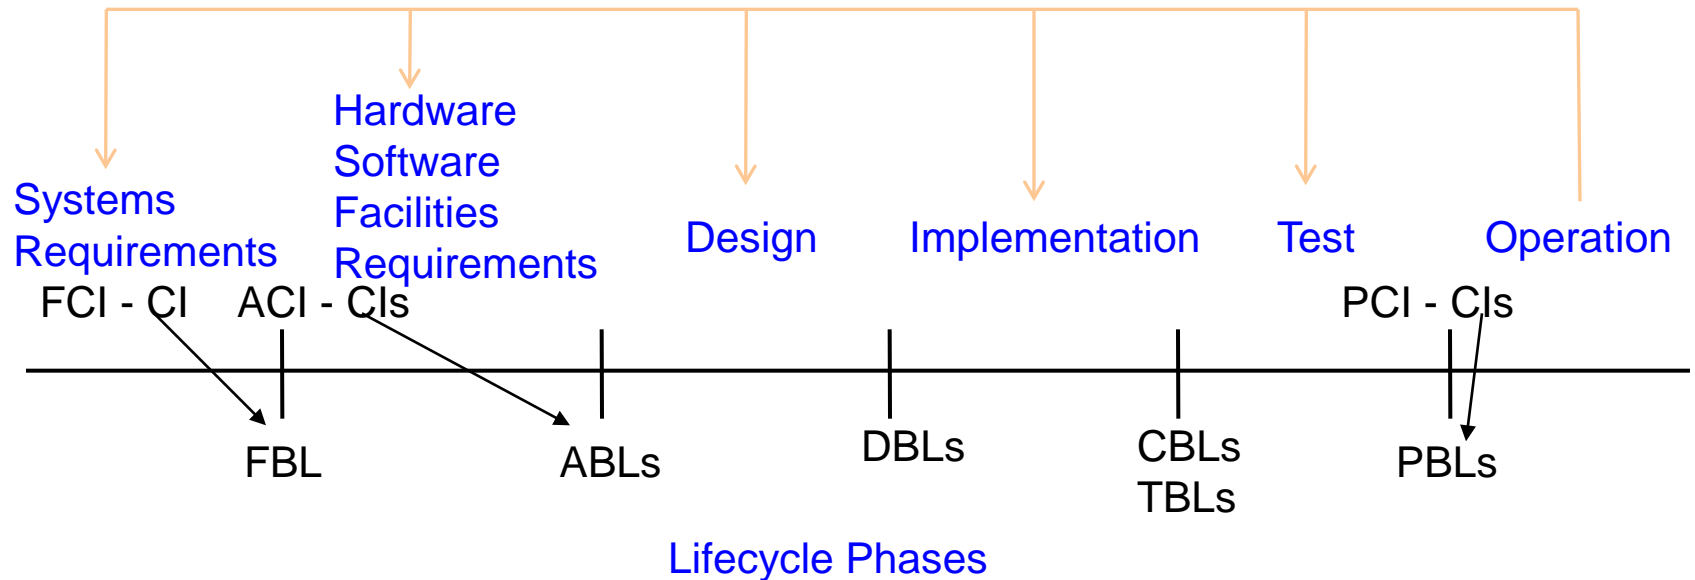 Systems
Requirements
Hardware
Software
Facilities
Requirements
Design
Implementation
Test
Operation
FCI - CI
ACI - CIs
PCI - CIs
FBL
ABLs
DBLs
CBLs
TBLs
PBLs
Lifecycle Phases